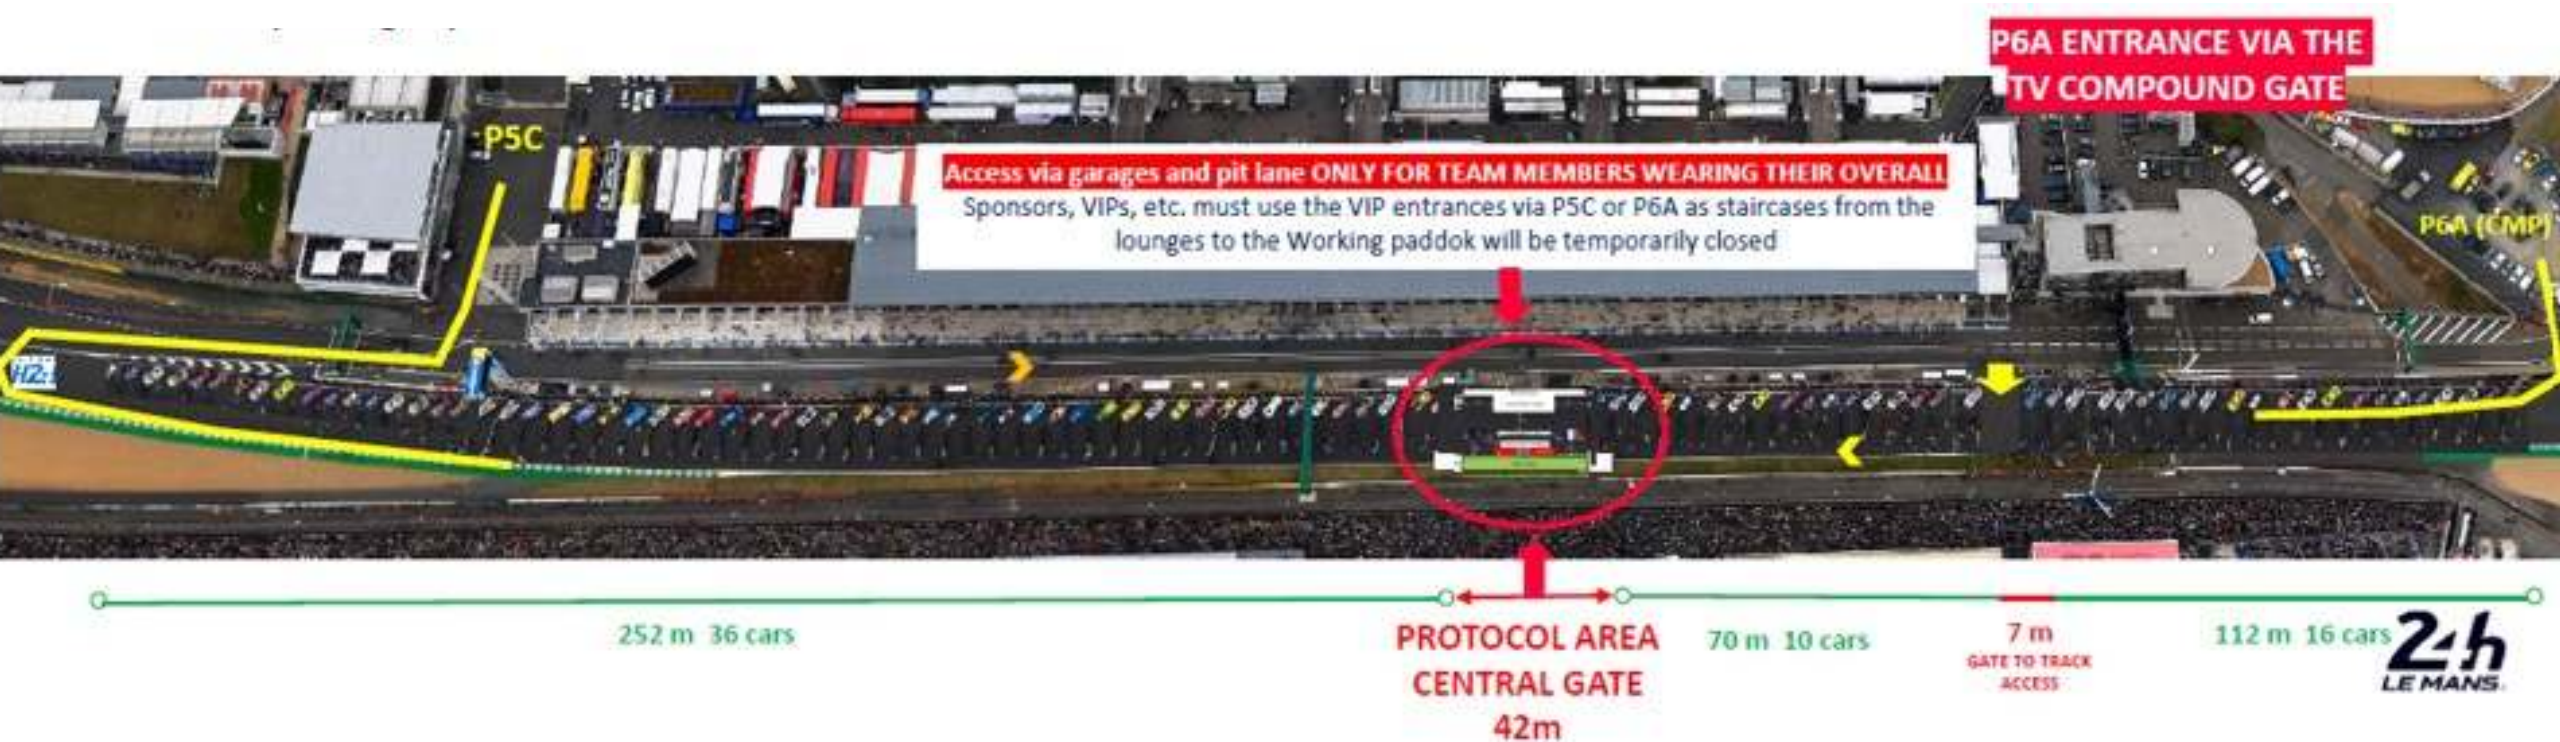 P6A ENTRANCE VIA THE
TV COMPOUND GATE
P5C
Access via garages and pit lane ONLY FOR TEAM MEMBERS WEARING THEIR OVERALL
Sponsors, VIPs, etc. must use the VIP entrances via P5C or P6A as staircases from the
lounges to the Working paddok will be temporarily closed
P6A (CMP)
252 m 36 cars
PROTOCOL AREA
CENTRAL GATE
42m
70 m 10 cars
7 m
GATE TO TRACK
ACCESS
112 m 16 cars
24h
LE MANS